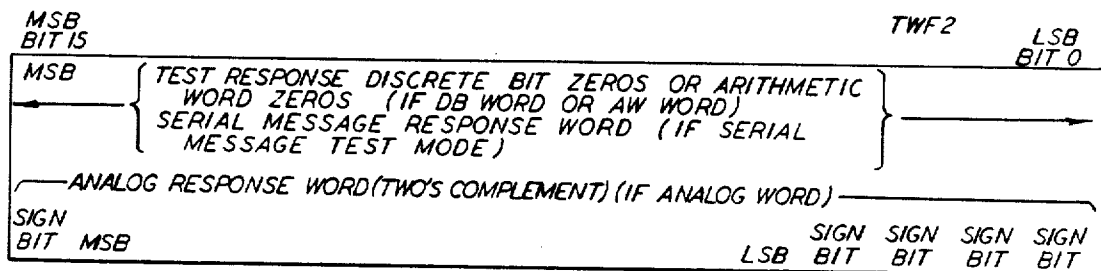 MSB
BIT 15
TWF2
LSB
BIT 0
MSB
TEST RESPONSE DISCRETE BIT ZEROS OR ARITHMETIC
WORD ZEROS (IF DB WORD OR AW WORD)
SERIAL MESSAGE RESPONSE WORD (IF SERIAL
MESSAGE TEST MODE)
ANALOG RESPONSE WORD (TWO'S COMPLEMENT) (IF ANALOG WORD)
SIGN
BIT MSB
LSB
SIGN
BIT
SIGN
BIT
SIGN
BIT
SIGN
BIT